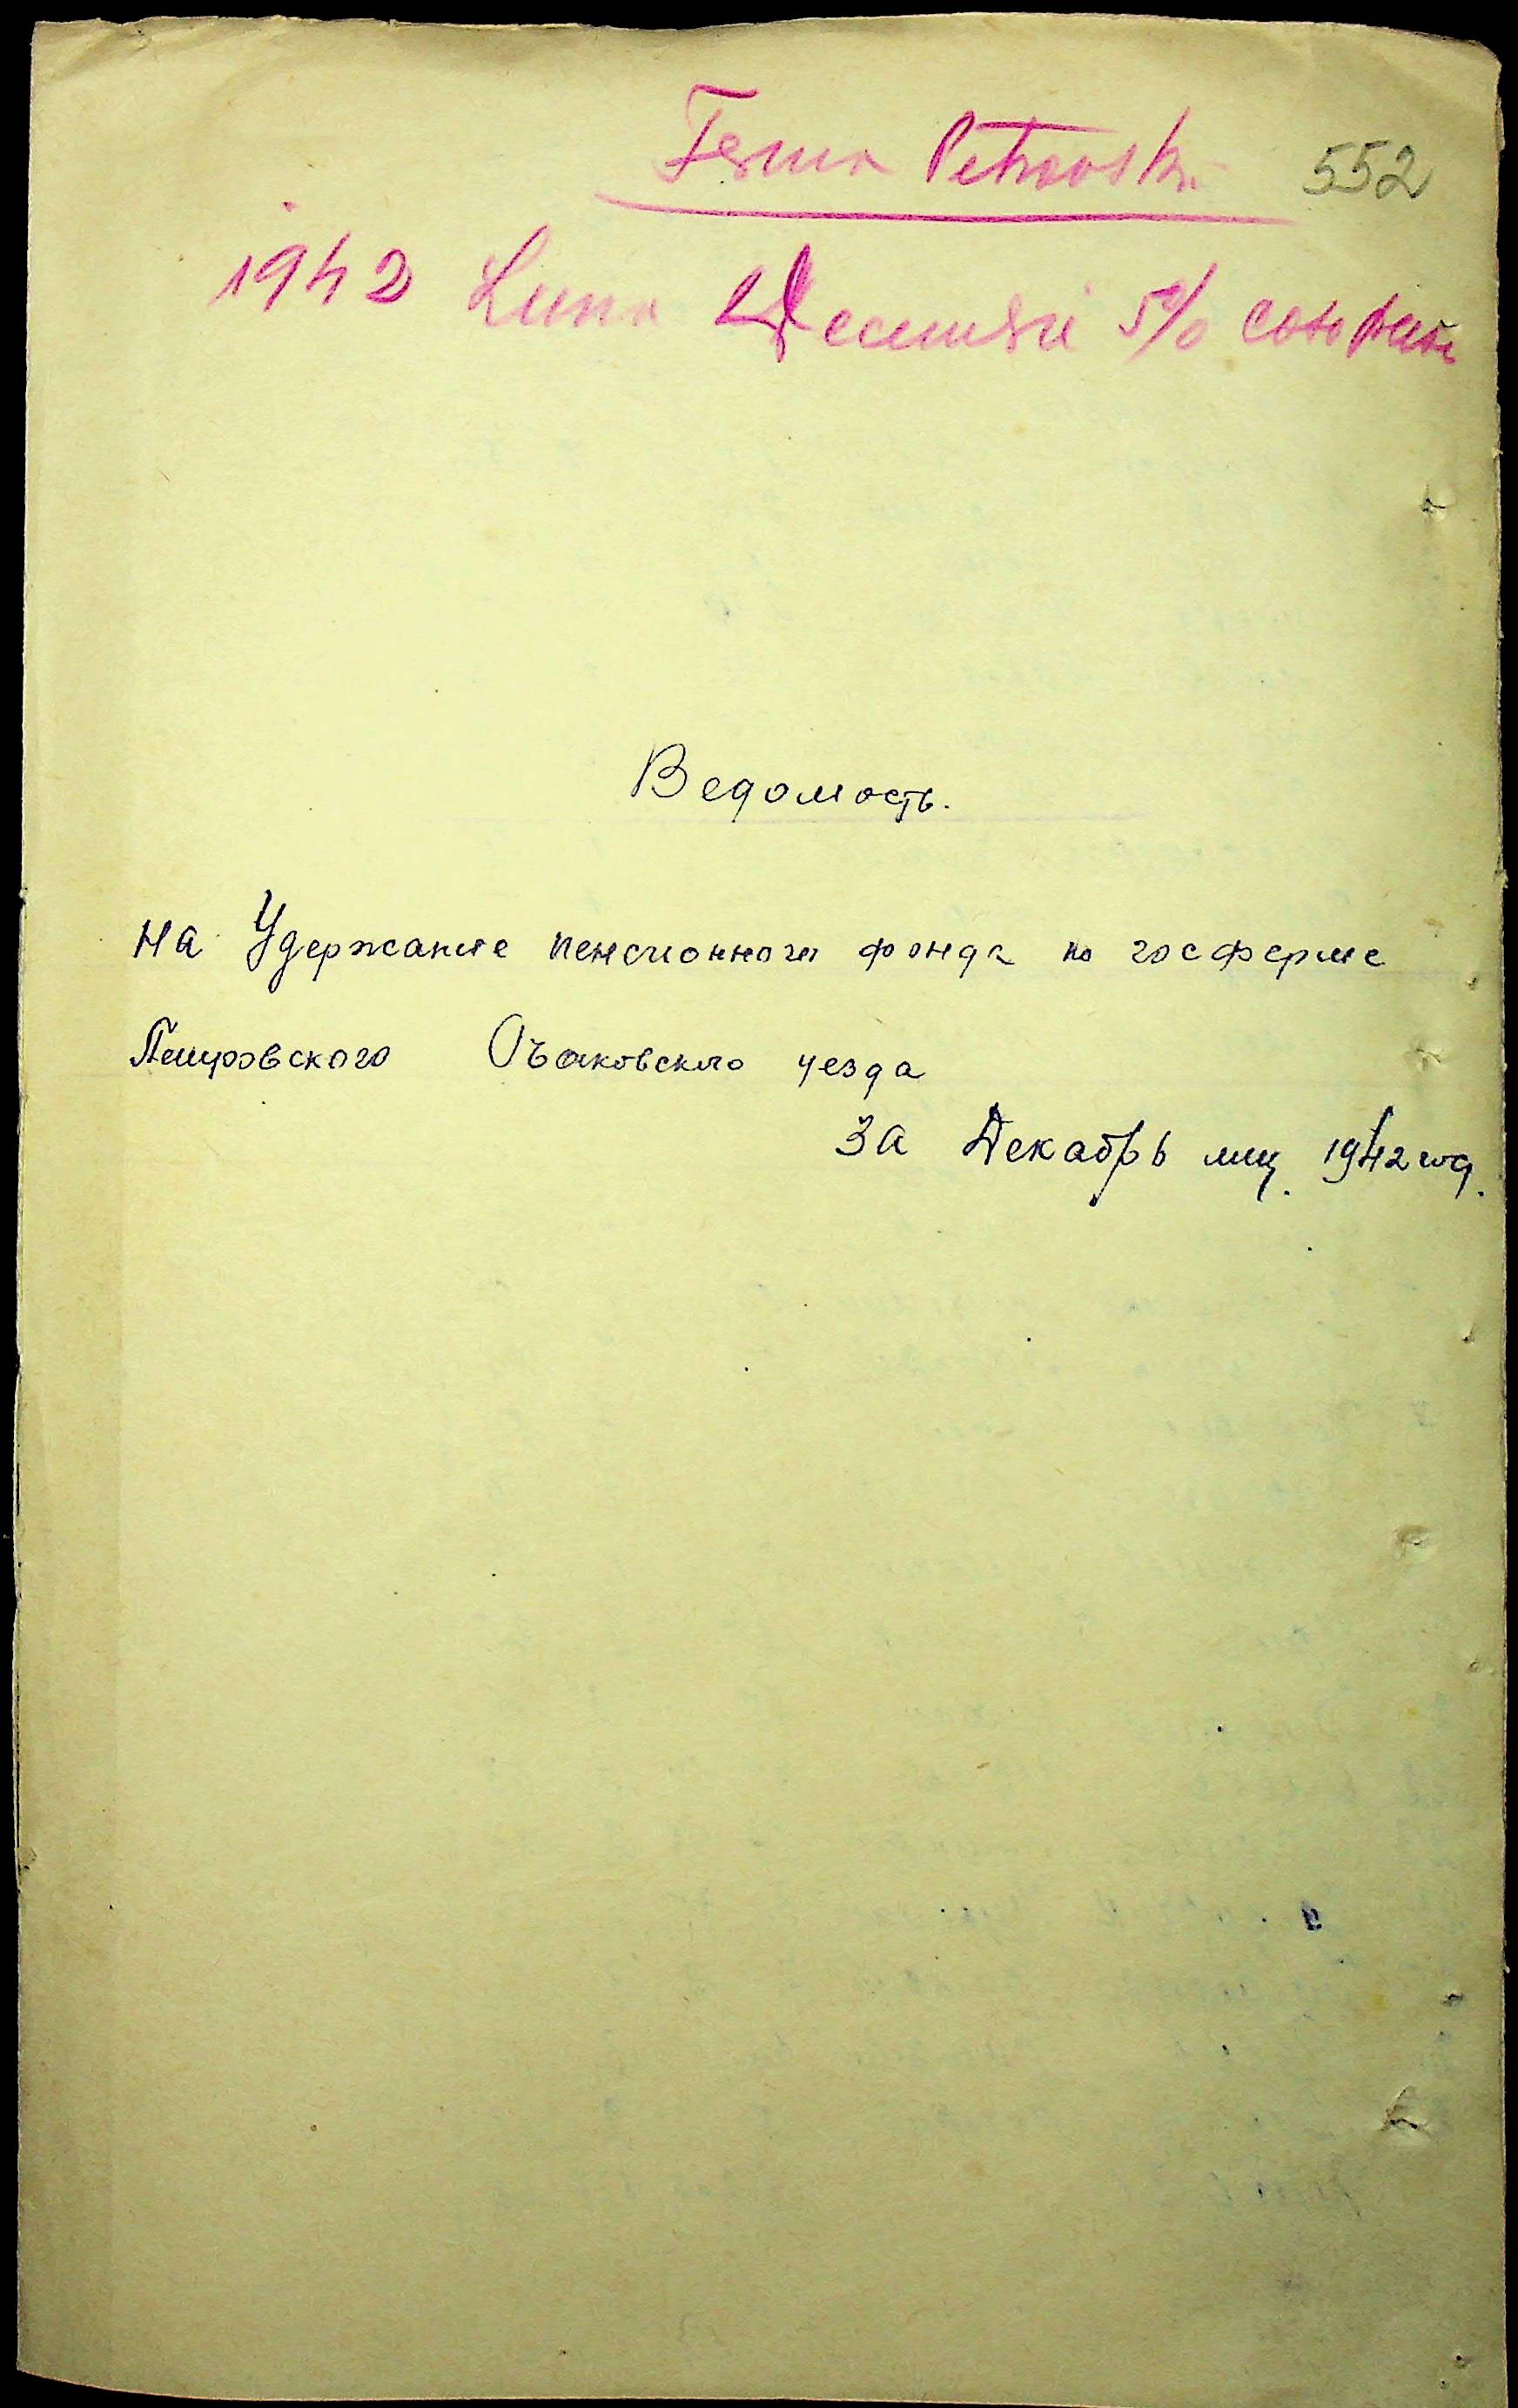 Ferma Petrovski 552
1942 Luna Decembrie 5%
Ведомость.
На Удержание пенсионного фонда по госферме
Петровского Очаковского уезда
За Декабрь мц. 1942 год.